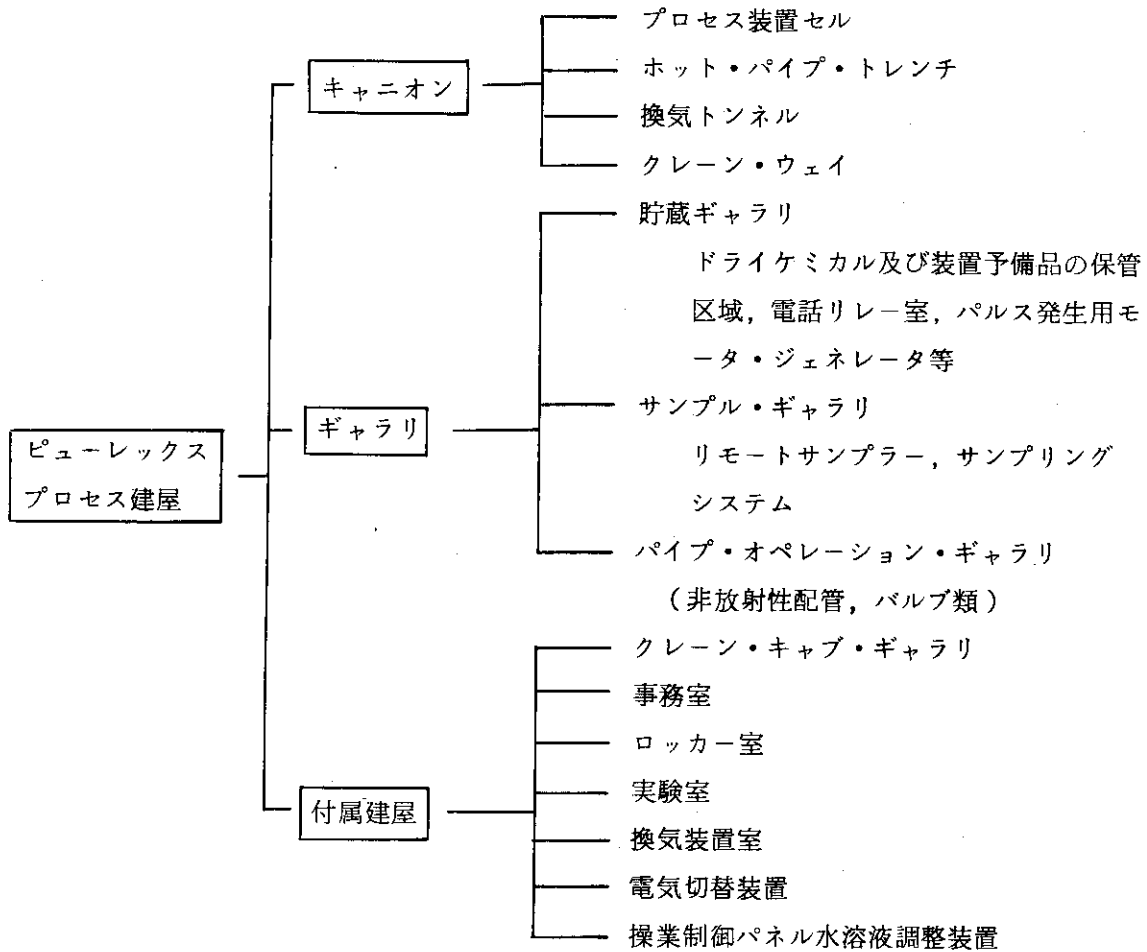 プロセス装置セル
キャニオン
ホット・パイプ・トレンチ
換気トンネル
クレーン・ウェイ
貯蔵ギャラリ
ドライケミカル及び装置予備品の保管
区域，電話リレー室，パルス発生用モ
ータ・ジェネレータ等
サンプル・ギャラリ
ギャラリ
リモートサンプラー，サンプリング
システム
ピューレックス
プロセス建屋
パイプ・オペレーション・ギャラリ
（非放射性配管，バルブ類）
クレーン・キャブ・ギャラリ
事務室
ロッカー室
実験室
付属建屋
換気装置室
電気切替装置
操業制御パネル水溶液調整装置